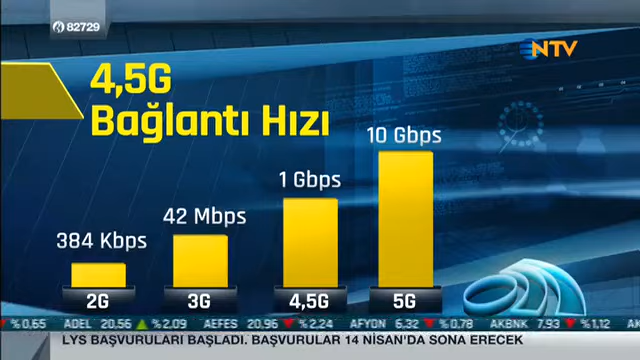 82729
NTV
4,5G
Bağlantı Hızı
10 Gbps
1 Gbps
42 Mbps
384 Kbps
2G 3G 4,5G 5G
% 0,65 ADEL 20,56 % 2,09 AEFES 20,96 % 2,24 AFYON 6,32 % 0,78 AKBNK 7,93 % 1,12
LYS BAŞVURULARI BAŞLADI. BAŞVURULAR 14 NİSAN'DA SONA ERECEK